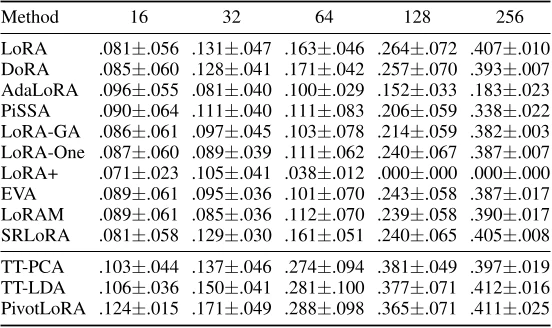 Method 16 32 64 128 256
LoRA .081±.056 .131±.047 .163±.046 .264±.072 .407±.010
DoRA .085±.060 .128±.041 .171±.042 .257±.070 .393±.007
AdaLoRA .096±.055 .081±.040 .100±.029 .152±.033 .183±.023
PiSSA .090±.064 .111±.040 .111±.083 .206±.059 .338±.022
LoRA-GA .086±.061 .097±.045 .103±.078 .214±.059 .382±.003
LoRA-One .087±.060 .089±.039 .111±.062 .240±.067 .387±.007
LoRA+ .071±.023 .105±.041 .038±.012 .000±.000 .000±.000
EVA .089±.061 .095±.036 .101±.070 .243±.058 .387±.017
LoRAM .089±.061 .085±.036 .112±.070 .239±.058 .390±.017
SRLoRA .081±.058 .129±.030 .161±.051 .240±.065 .405±.008
TT-PCA .103±.044 .137±.046 .274±.094 .381±.049 .397±.019
TT-LDA .106±.036 .150±.041 .281±.100 .377±.071 .412±.016
PivotLoRA .124±.015 .171±.049 .288±.098 .365±.071 .411±.025